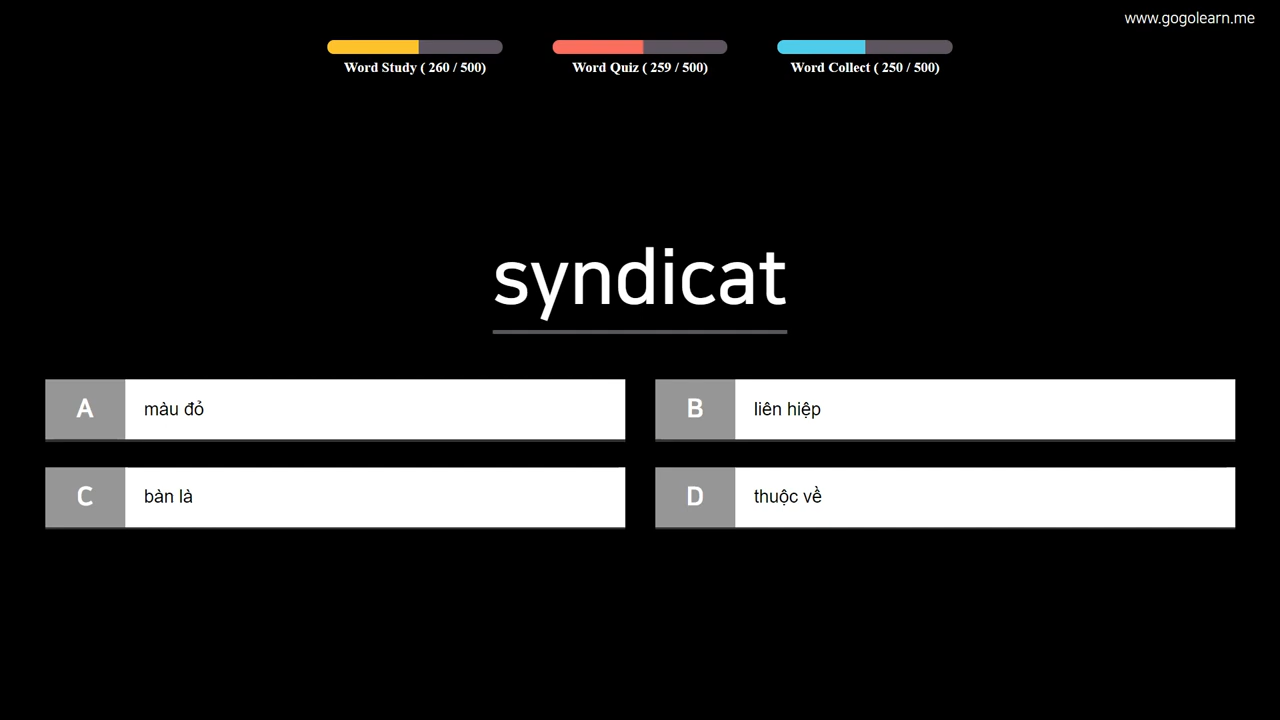 www.gogolearn.me
Word Study ( 260 / 500)
Word Quiz ( 259 / 500)
Word Collect ( 250 / 500)
syndicat
A màu đỏ
B liên hiệp
C bàn là
D thuộc về